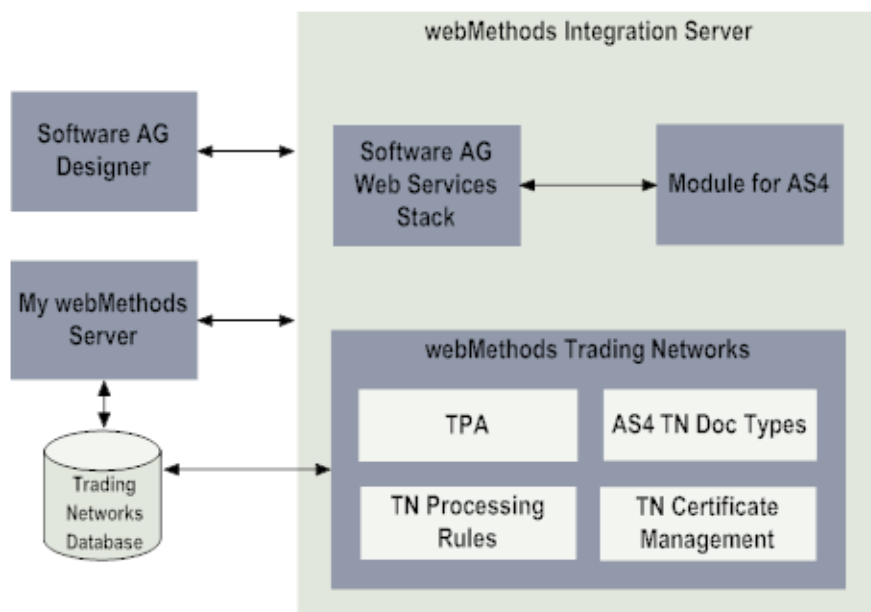 webMethods Integration Server
Software AG
Designer
Software AG
Web Services
Stack
Module for AS4
My webMethods
Server
webMethods Trading Networks
TPA
AS4 TN Doc Types
Trading
Networks
Database
TN Processing
Rules
TN Certificate
Management